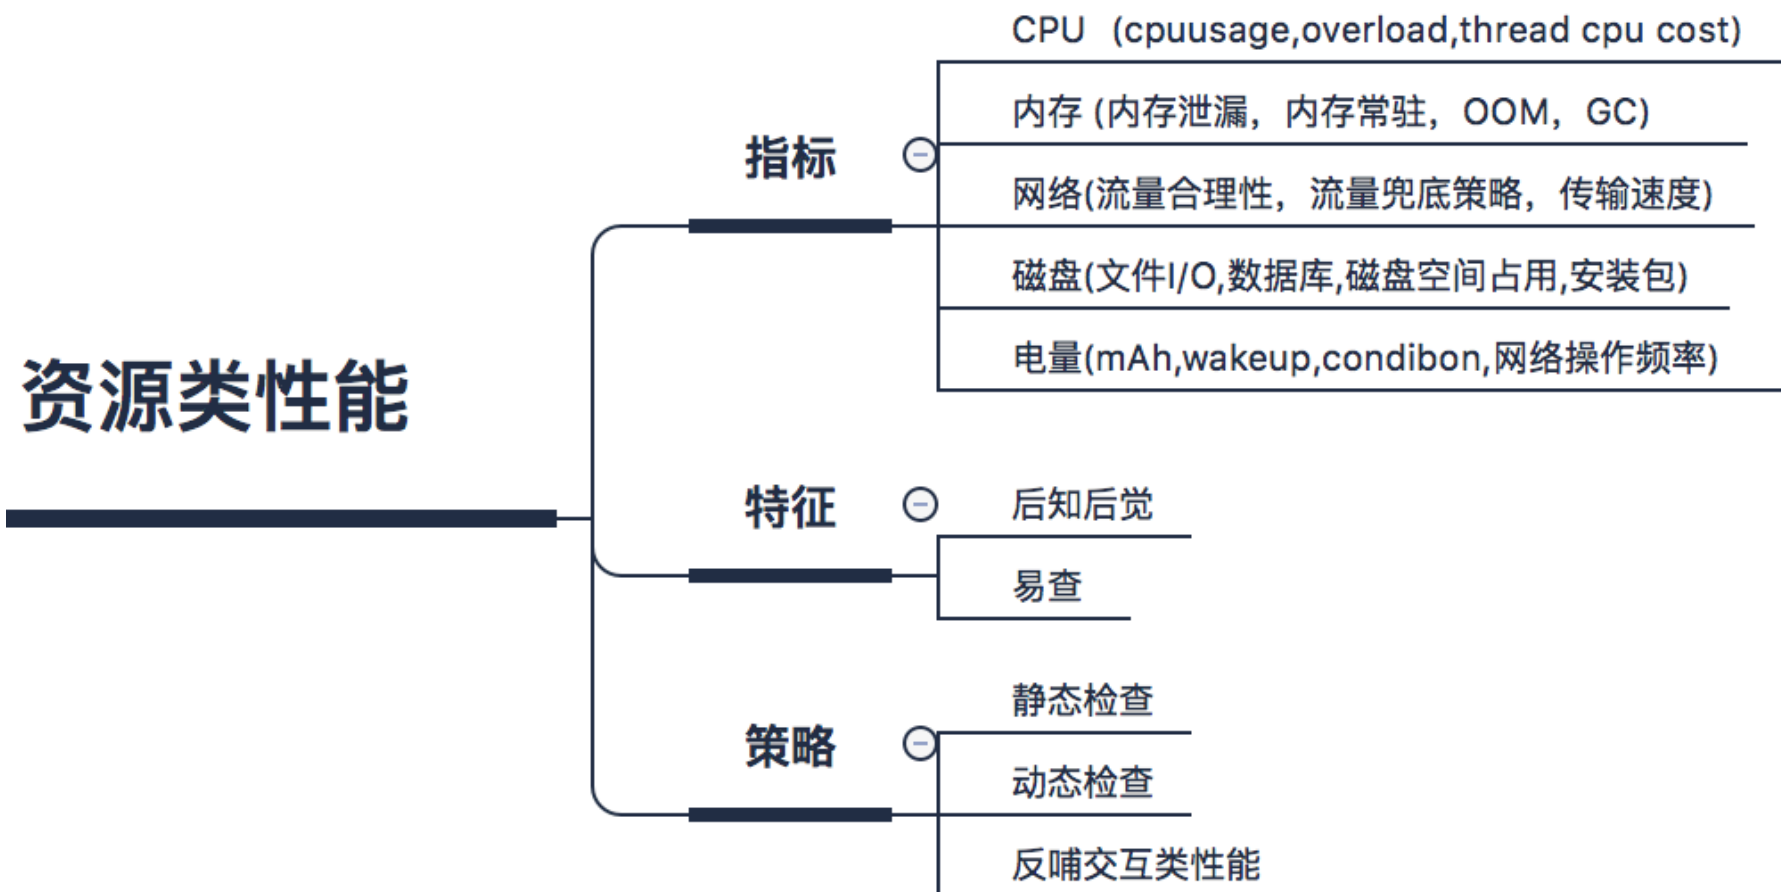 资源类性能
指标
CPU (cpuusage,overload,thread cpu cost)
内存 (内存泄漏，内存常驻，OOM，GC)
网络(流量合理性，流量兜底策略，传输速度)
磁盘(文件I/O,数据库,磁盘空间占用,安装包)
电量(mAh,wakeup,condibon,网络操作频率)
特征
后知后觉
易查
策略
静态检查
动态检查
反哺交互类性能